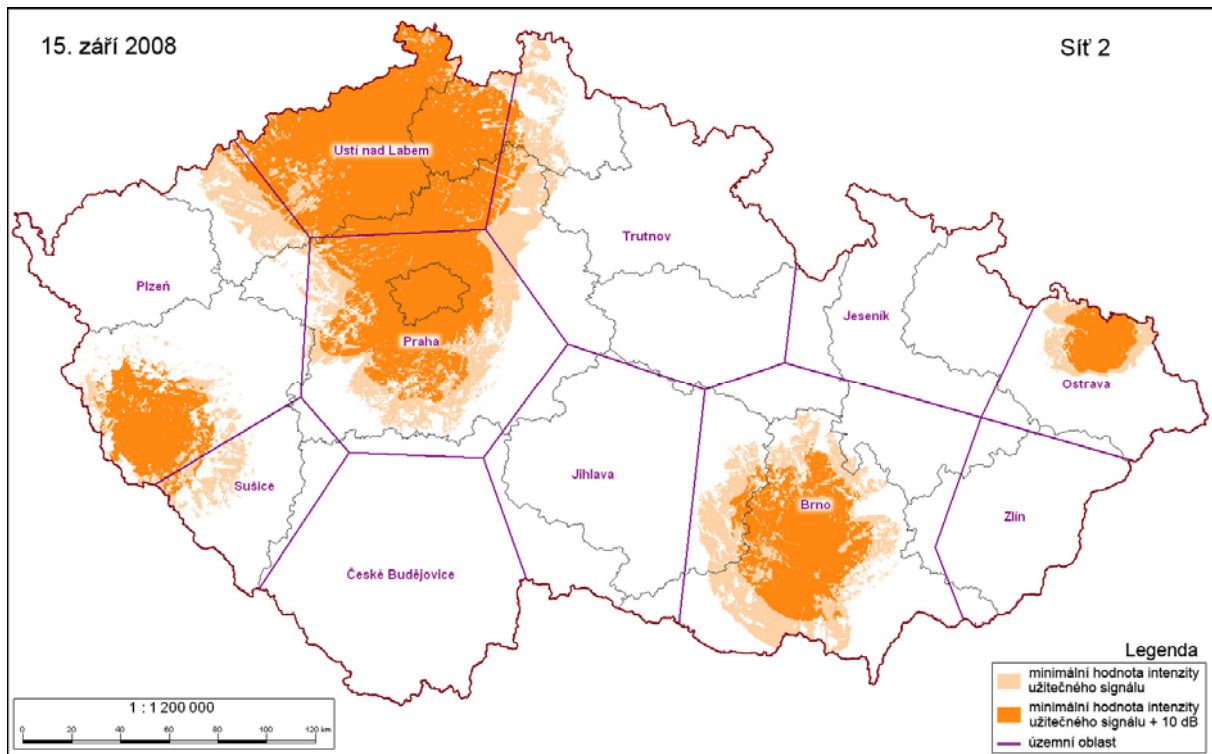 15. září 2008
Síť 2
Ustí nad Labem
Trutnov
Plzeň
Jeseník
Praha
Ostrava
Sušice
Jihlava
Brno
Zlín
České Budějovice
Legenda
minimální hodnota intenzity
užitečného signálu
minimální hodnota intenzity
užitečného signálu + 10 dB
územní oblast
1 : 1 200 000
0 20 40 60 80 100 120 km